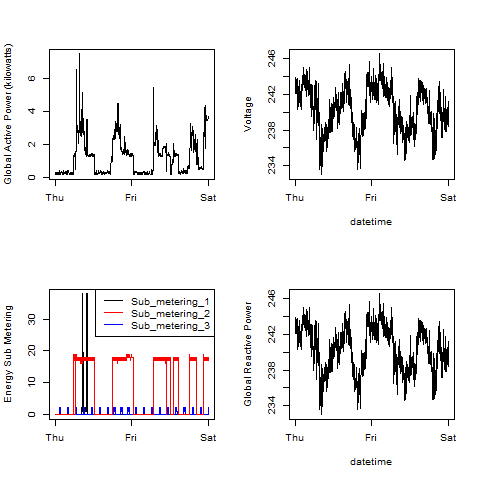 Global Active Power (kilowatts)
0 2 4 6
Thu Fri Sat
Voltage
234 238 242 246
Thu Fri Sat
datetime
Energy Sub Metering
0 10 20 30
Thu Fri Sat
Sub_metering_1
Sub_metering_2
Sub_metering_3
Global Reactive Power
234 238 242 246
Thu Fri Sat
datetime